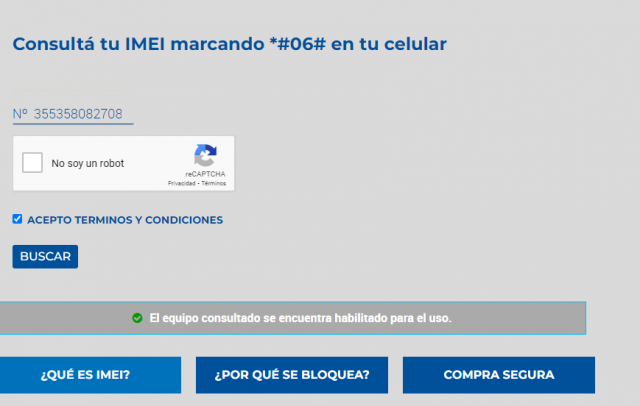 Consultá tu IMEI marcando *#06# en tu celular
Nº 355358082708
No soy un robot
reCAPTCHA
Privacidad - Términos
ACEPTO TERMINOS Y CONDICIONES
BUSCAR
El equipo consultado se encuentra habilitado para el uso.
¿QUÉ ES IMEI? ¿POR QUÉ SE BLOQUEA? COMPRA SEGURA